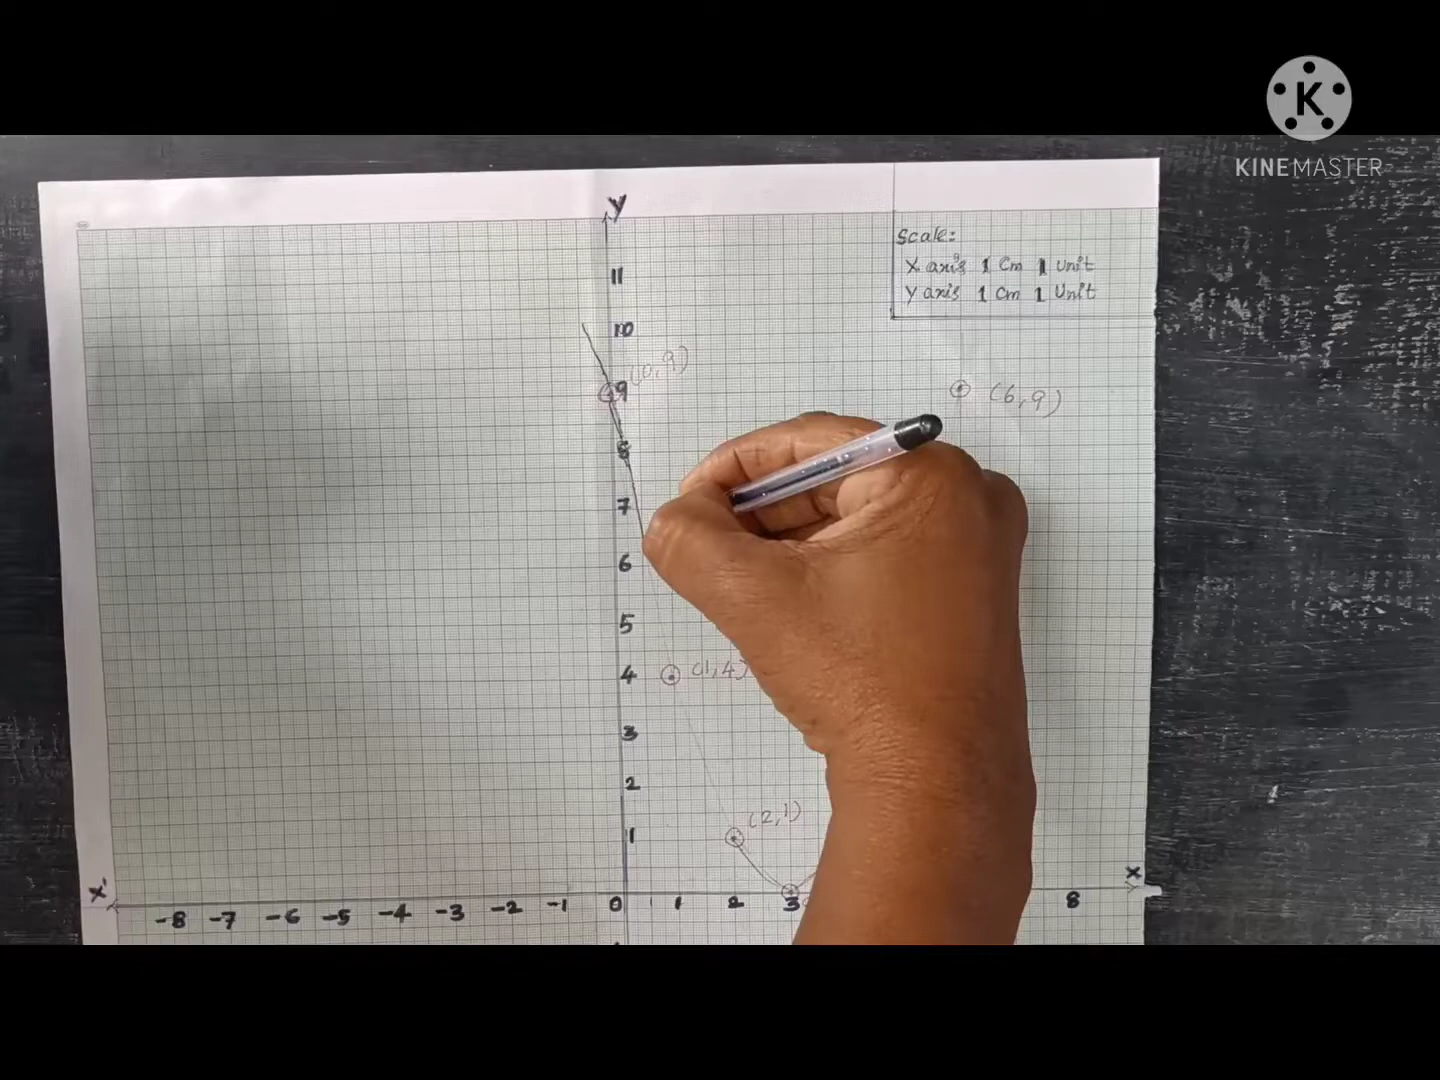 K
KINEMASTER
Y
Scale:
X axis 1 Cm 1 Unit
Y axis 1 Cm 1 Unit
11
10
(0,9)
9
(6,9)
8
7
6
5
4
(1,4)
3
2
(2,1)
1
X'
X
-8 -7 -6 -5 -4 -3 -2 -1 0 1 2 3 8